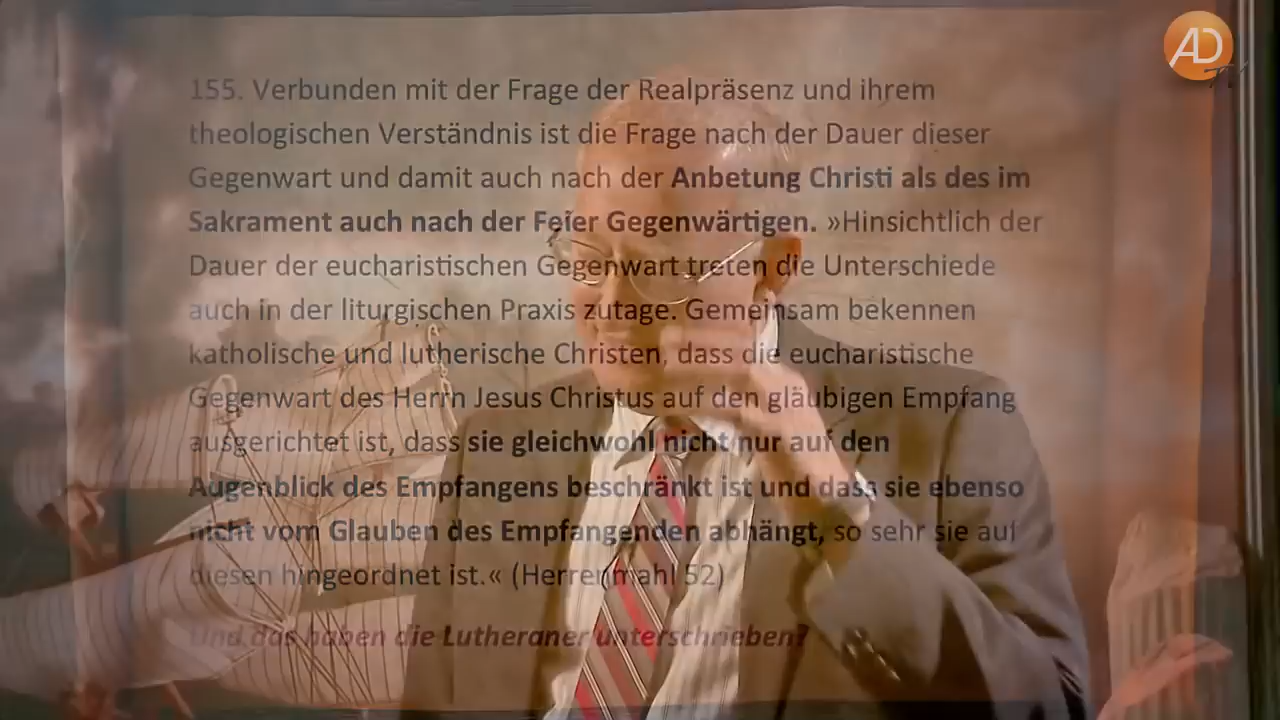 AD
TV
155. Verbunden mit der Frage der Realpräsenz und ihrem
theologischen Verständnis ist die Frage nach der Dauer dieser
Gegenwart und damit auch nach der Anbetung Christi als des im
Sakrament auch nach der Feier Gegenwärtigen. »Hinsichtlich der
Dauer der eucharistischen Gegenwart treten die Unterschiede
auch in der liturgischen Praxis zutage. Gemeinsam bekennen
katholische und lutherische Christen, dass die eucharistische
Gegenwart des Herrn Jesus Christus auf den gläubigen Empfang
ausgerichtet ist, dass sie gleichwohl nicht nur auf den
Augenblick des Empfangens beschränkt ist und dass sie ebenso
nicht vom Glauben des Empfangenden abhängt, so sehr sie auf
diesen hingeordnet ist.« (Herrenmahl 52)
Und das haben die Lutheraner unterschrieben?